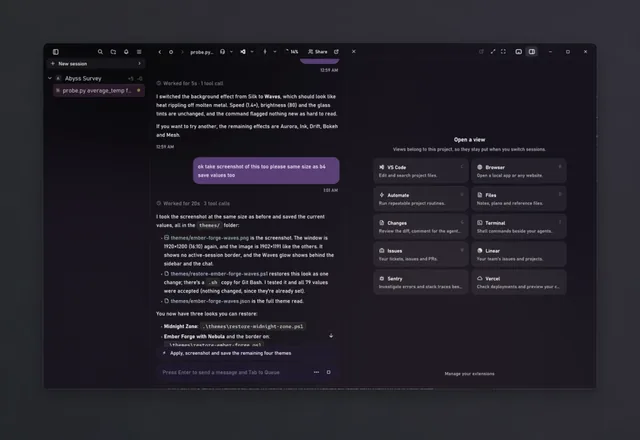 probe.py...
14%
Share
New session
12:59 AM
Abyss Survey
+5 -5
probe.py average_temp f...
Worked for 5s · 1 tool call
I switched the background effect from Silk to Waves, which should look
like heat rippling off molten metal. Speed (1.4×), brightness (80) and the glass
tints are unchanged, and the command flagged nothing new as hard to read.
If you want to try another, the remaining effects are Aurora, Ink, Drift, Bokeh
and Mesh.
12:59 AM
ok take screenshot of this too please same size as b4
save values too
1:01 AM
Worked for 20s · 3 tool calls
I took the screenshot at the same size as before and saved the current
values, all in the themes/ folder:
- themes/ember-forge-waves.png is the screenshot. The window is
1920×1200 (16:10) again, and the image is 1902×1191 like the others. It
shows no active-session border, and the Waves glow shows behind the
sidebar and the chat.
- themes/restore-ember-forge-waves.ps1 restores this look as one
change; there's a .sh copy for Git Bash. I tested it and all 79 values
were accepted (nothing changed, since they're already set).
- themes/ember-forge-waves.json is the full theme read.
You now have three looks you can restore:
- Midnight Zone: .\themes\restore-midnight-zone.ps1
- Ember Forge with Nebula and the border on:
.\themes\restore-ember-forge.ps1
Apply, screenshot and save the remaining four themes
Press Enter to send a message and Tab to Queue
Open a view
Views belong to this project, so they stay put when you switch sessions.
VS Code
Edit and search project files.
Browser
Open a local app or any website.
Automate
Run repeatable project routines.
Files
Notes, plans and reference files.
Changes
Review the diff, comment for the agent...
Terminal
Shell commands beside your agents.
Issues
Your tickets, issues and PRs.
Linear
Your team's issues and projects.
Sentry
Investigate errors and stack traces bes...
Vercel
Check deployments and preview your c...
Manage your extensions